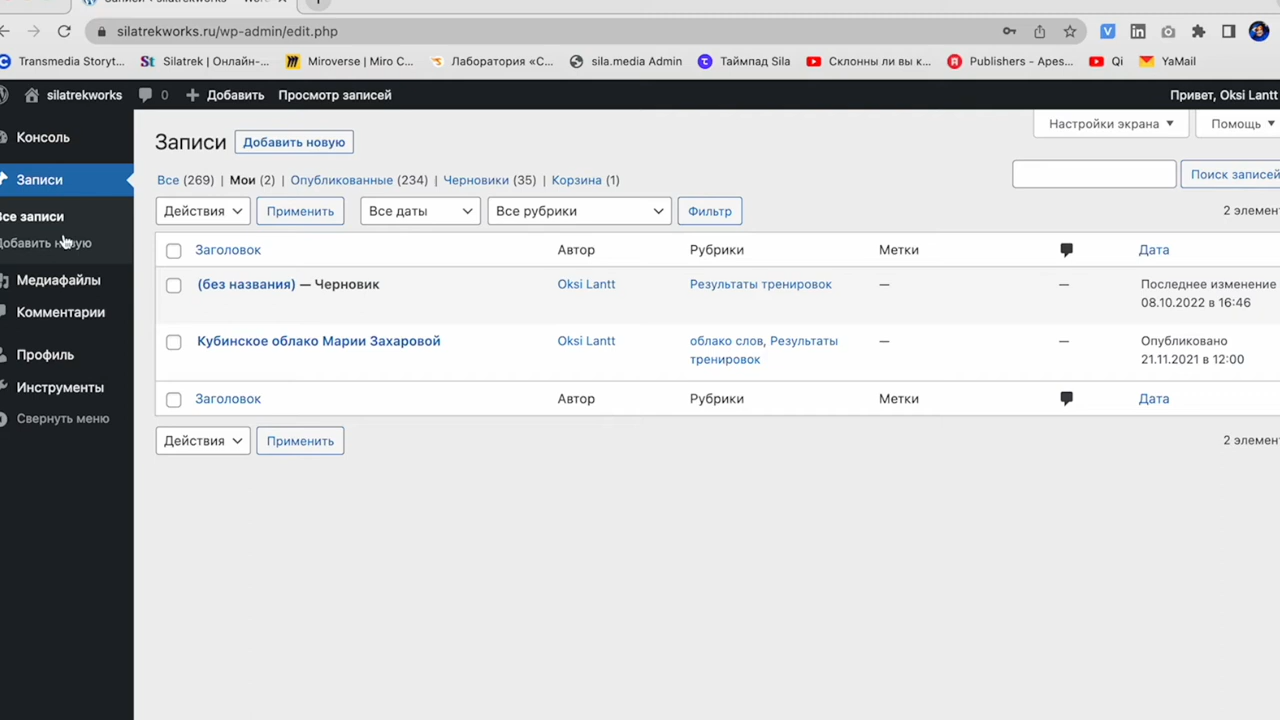 silatrekworks.ru/wp-admin/edit.php
Transmedia Storyt... Silatrek | Онлайн-... Miroverse | Miro C... Лаборатория «С... sila.media Admin Таймпад Sila Склонны ли вы к... Publishers - Apes... Qi YaMail
silatrekworks 0 Добавить Просмотр записей Привет, Oksi Lantt
Консоль
Записи
Все записи
Добавить новую
Медиафайлы
Комментарии
Профиль
Инструменты
Свернуть меню
Настройки экрана Помощь
Записи Добавить новую
Все (269) | Мои (2) | Опубликованные (234) | Черновики (35) | Корзина (1)
Поиск записей
Действия Применить Все даты Все рубрики Фильтр 2 элемен
Заголовок Автор Рубрики Метки Дата
(без названия) — Черновик Oksi Lantt Результаты тренировок — — Последнее изменение
08.10.2022 в 16:46
Кубинское облако Марии Захаровой Oksi Lantt облако слов, Результаты — — Опубликовано
тренировок 21.11.2021 в 12:00
Заголовок Автор Рубрики Метки Дата
Действия Применить 2 элемен